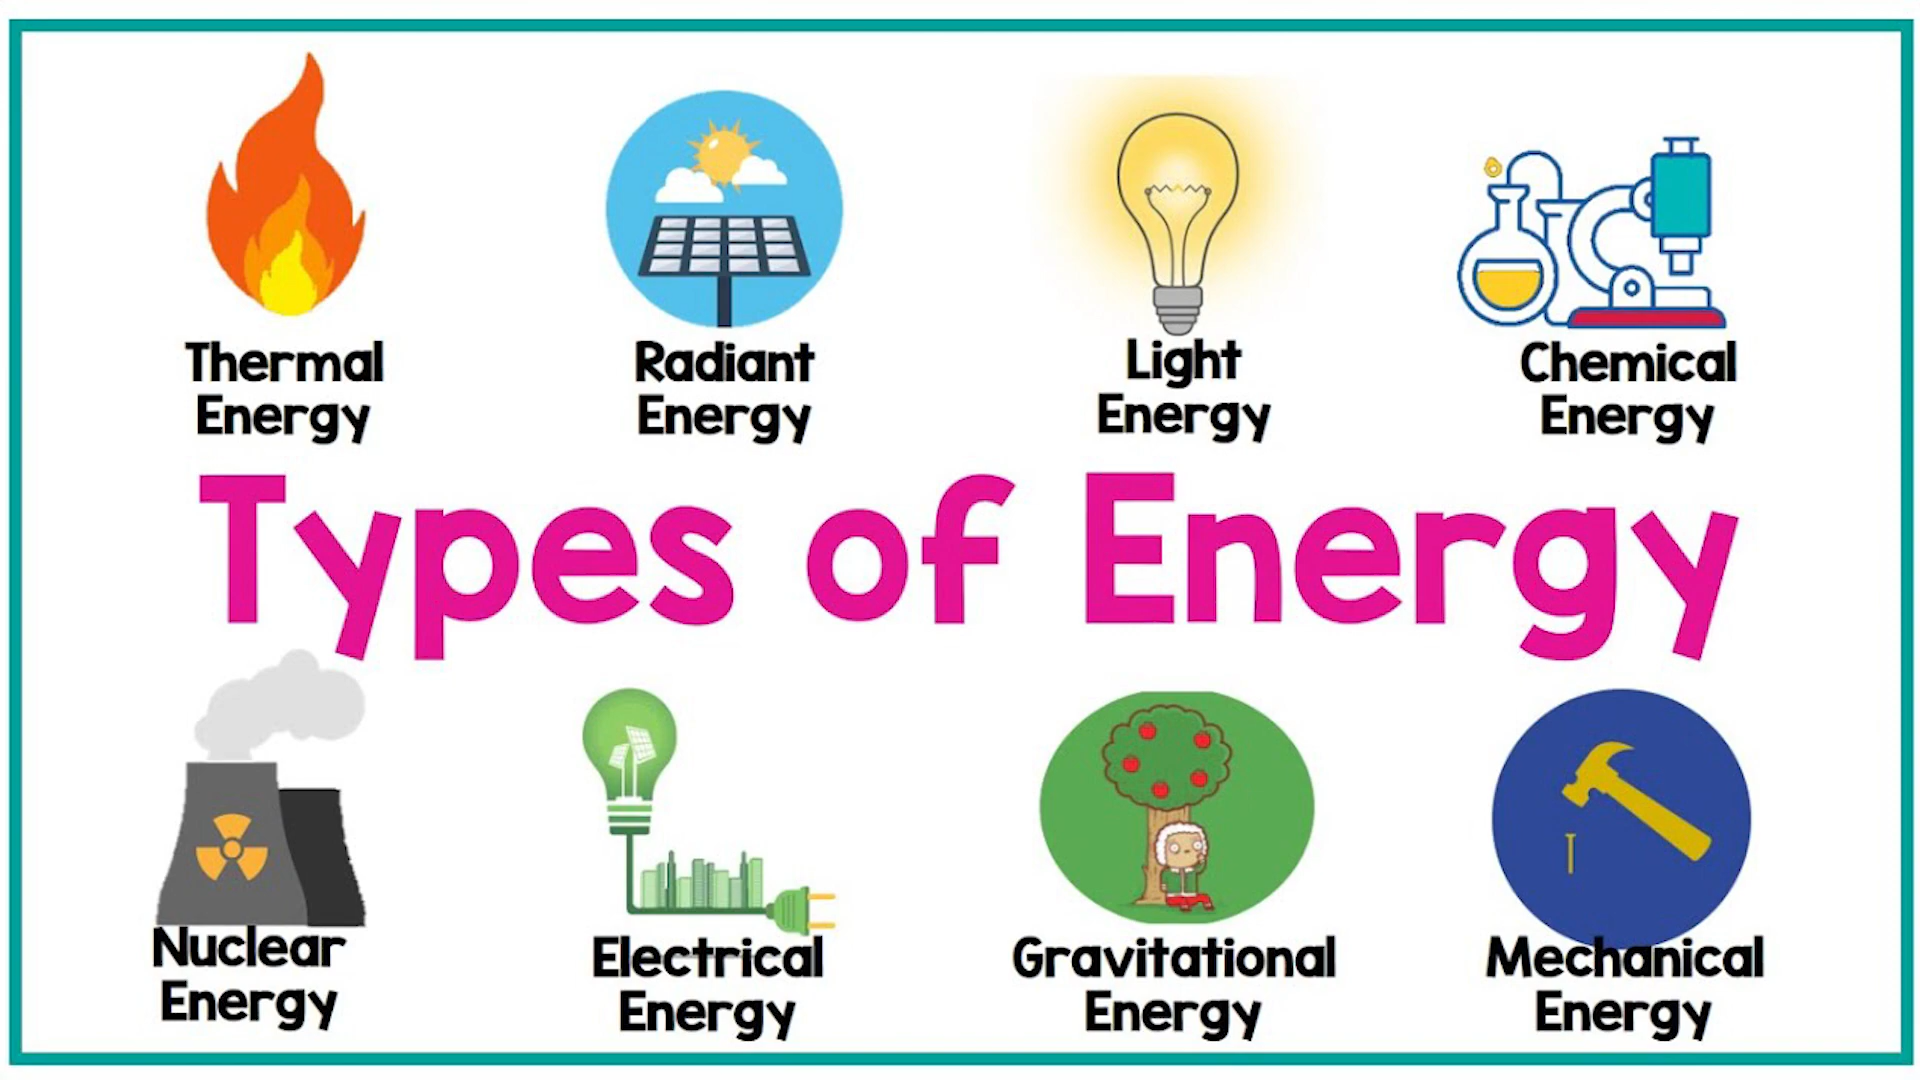 Thermal
Energy
Radiant
Energy
Light
Energy
Chemical
Energy
Types of Energy
Nuclear
Energy
Electrical
Energy
Gravitational
Energy
Mechanical
Energy